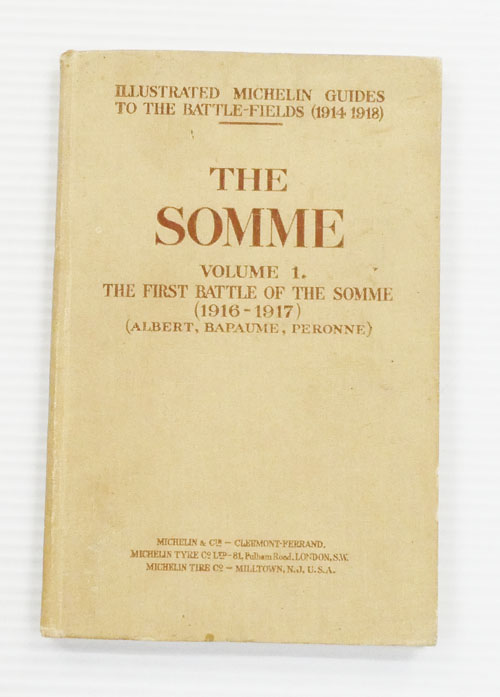 ILLUSTRATED MICHELIN GUIDES
TO THE BATTLE-FIELDS (1914 1918)
THE
SOMME
VOLUME 1.
THE FIRST BATTLE OF THE SOMME
(1916-1917)
(ALBERT, BAPAUME, PERONNE)
MICHELIN & CIE – CLERMONT-FERRAND.
MICHELIN TYRE CO LTD – 81, Fulham Road, LONDON, S.W.
MICHELIN TIRE CO – MILLTOWN, N.J. U.S.A.